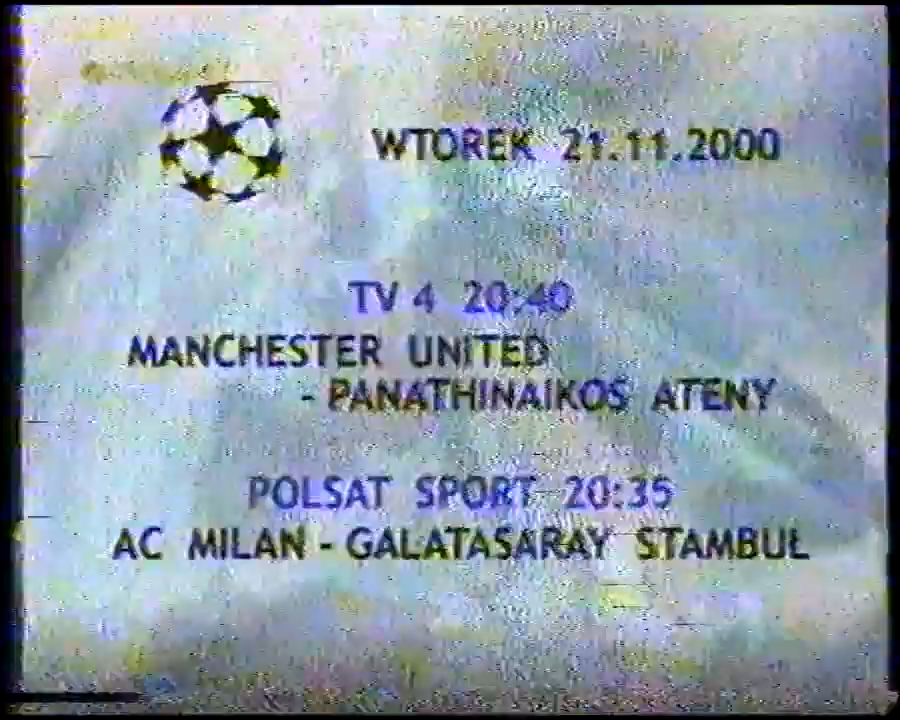 WTOREK 21.11.2000
TV 4 20:40
MANCHESTER UNITED
- PANATHINAIKOS ATENY
POLSAT SPORT 20:35
AC MILAN - GALATASARAY STAMBUŁ